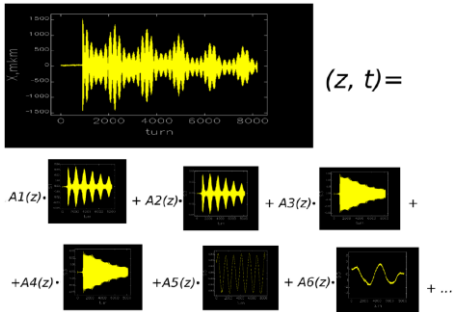 1500
1000
500
0
-500
-1000
-1500
X,mkm
0 2000 4000 6000 8000
turn
(z, t)=
A1(z)· + A2(z)· + A3(z)· +
+A4(z)· +A5(z)· + A6(z)· + ...